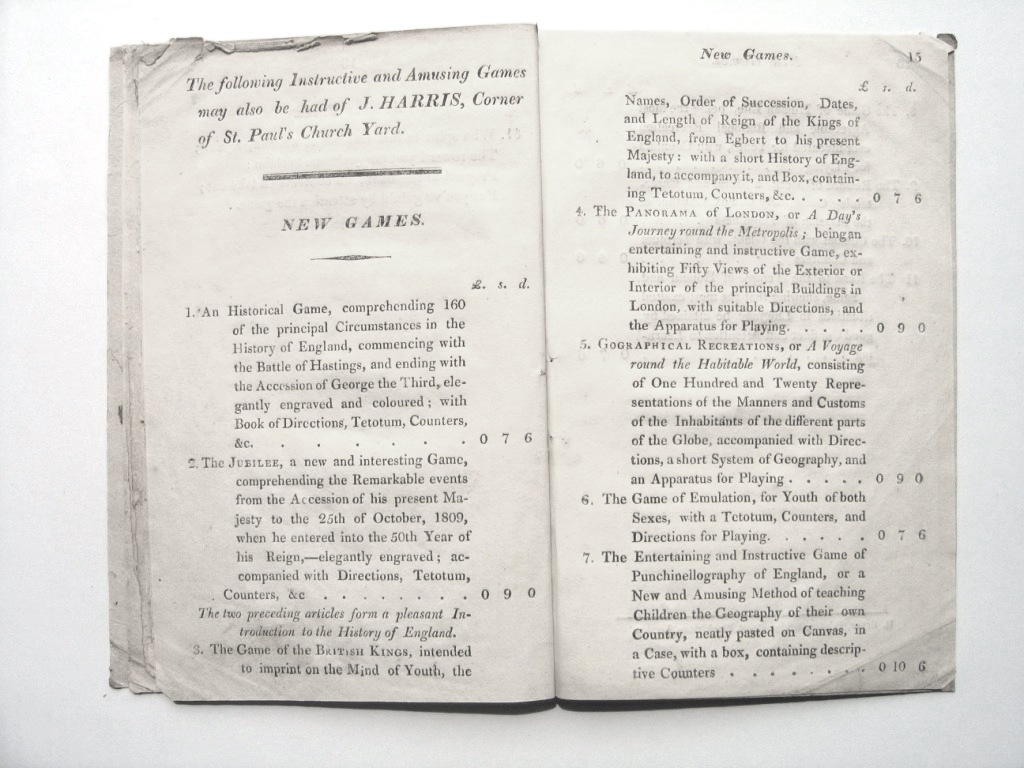 The following Instructive and Amusing Games
may also be had of J. HARRIS, Corner
of St. Paul's Church Yard.
NEW GAMES.
£. s. d.
1. An Historical Game, comprehending 160
of the principal Circumstances in the
History of England, commencing with
the Battle of Hastings, and ending with
the Accession of George the Third, ele-
gantly engraved and coloured; with
Book of Directions, Tetotum, Counters,
&c. . . . . . . . 0 7 6
2. The JUBILEE, a new and interesting Game,
comprehending the Remarkable events
from the Accession of his present Ma-
jesty to the 25th of October, 1809,
when he entered into the 50th Year of
his Reign,—elegantly engraved; ac-
companied with Directions, Tetotum,
Counters, &c . . . . . . . . 0 9 0
The two preceding articles form a pleasant In-
troduction to the History of England.
3. The Game of the BRITISH KINGS, intended
to imprint on the Mind of Youth, the
New Games. 15
£ s. d.
Names, Order of Succession, Dates,
and Length of Reign of the Kings of
England, from Egbert to his present
Majesty: with a short History of Eng-
land, to accompany it, and Box, contain-
ing Tetotum, Counters, &c. . . . . 0 7 6
4. The PANORAMA of LONDON, or A Day's
Journey round the Metropolis; being an
entertaining and instructive Game, ex-
hibiting Fifty Views of the Exterior or
Interior of the principal Buildings in
London, with suitable Directions, and
the Apparatus for Playing. . . . . . 0 9 0
5. GOGRAPHICAL RECREATIONS, or A Voyage
round the Habitable World, consisting
of One Hundred and Twenty Repre-
sentations of the Manners and Customs
of the Inhabitants of the different parts
of the Globe, accompanied with Direc-
tions, a short System of Geography, and
an Apparatus for Playing . . . . . 0 9 0
6. The Game of Emulation, for Youth of both
Sexes, with a Tetotum, Counters, and
Directions for Playing. . . . . . . 0 7 6
7. The Entertaining and Instructive Game of
Punchinellography of England, or a
New and Amusing Method of teaching
Children the Geography of their own
Country, neatly pasted on Canvas, in
a Case, with a box, containing descrip-
tive Counters . . . . . . . . 0 10 6